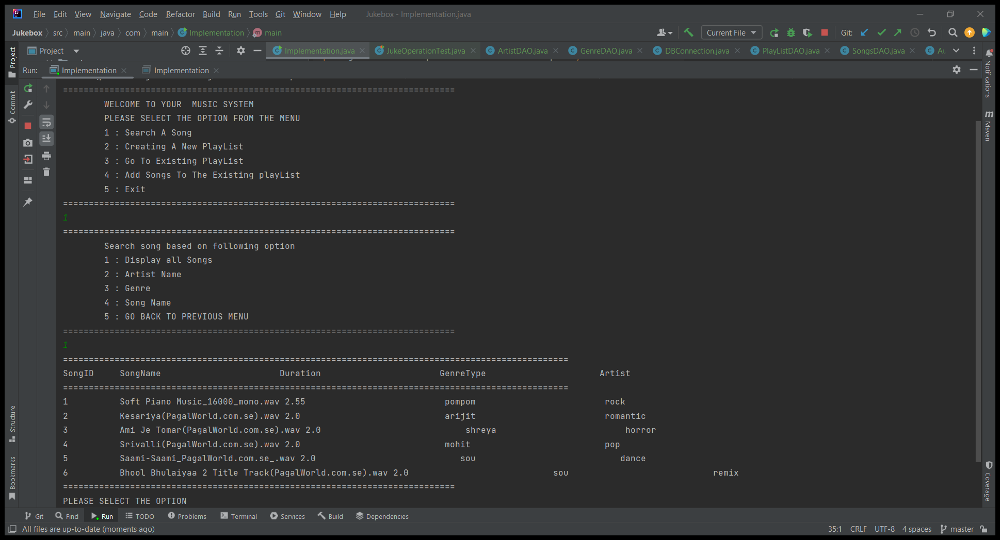 File Edit View Navigate Code Refactor Build Run Tools Git Window Help Jukebox - Implementation.java
Jukebox src main java com main Implementation main Current File Git:
Project Implementation.java JukeOperationTest.java ArtistDAO.java GenreDAO.java DBConnection.java PlayListDAO.java SongsDAO.java
Run: Implementation Implementation
Project
Commit
Structure
Bookmarks
Notifications
Maven
Coverage
============================================================================
WELCOME TO YOUR  MUSIC SYSTEM
PLEASE SELECT THE OPTION FROM THE MENU
1 : Search A Song
2 : Creating A New PlayList
3 : Go To Existing PlayList
4 : Add Songs To The Existing playList
5 : Exit
============================================================================
1
============================================================================
Search song based on following option
1 : Display all Songs
2 : Artist Name
3 : Genre
4 : Song Name
5 : GO BACK TO PREVIOUS MENU
============================================================================
1
==================================================================================================
SongID     SongName                       Duration                       GenreType                      Artist
==================================================================================================
1          Soft Piano Music_16000_mono.wav 2.55                           pompom                         rock
2          Kesariya(PagalWorld.com.se).wav 2.0                            arijit                         romantic
3          Ami Je Tomar(PagalWorld.com.se).wav 2.0                            shreya                         horror
4          Srivalli(PagalWorld.com.se).wav 2.0                            mohit                          pop
5          Saami-Saami_PagalWorld.com.se_.wav 2.0                            sou                            dance
6          Bhool Bhulaiyaa 2 Title Track(PagalWorld.com.se).wav 2.0                            sou                            remix
============================================================================
PLEASE SELECT THE OPTION
Git Find Run TODO Problems Terminal Services Build Dependencies
All files are up-to-date (moments ago) 35:1 CRLF UTF-8 4 spaces master